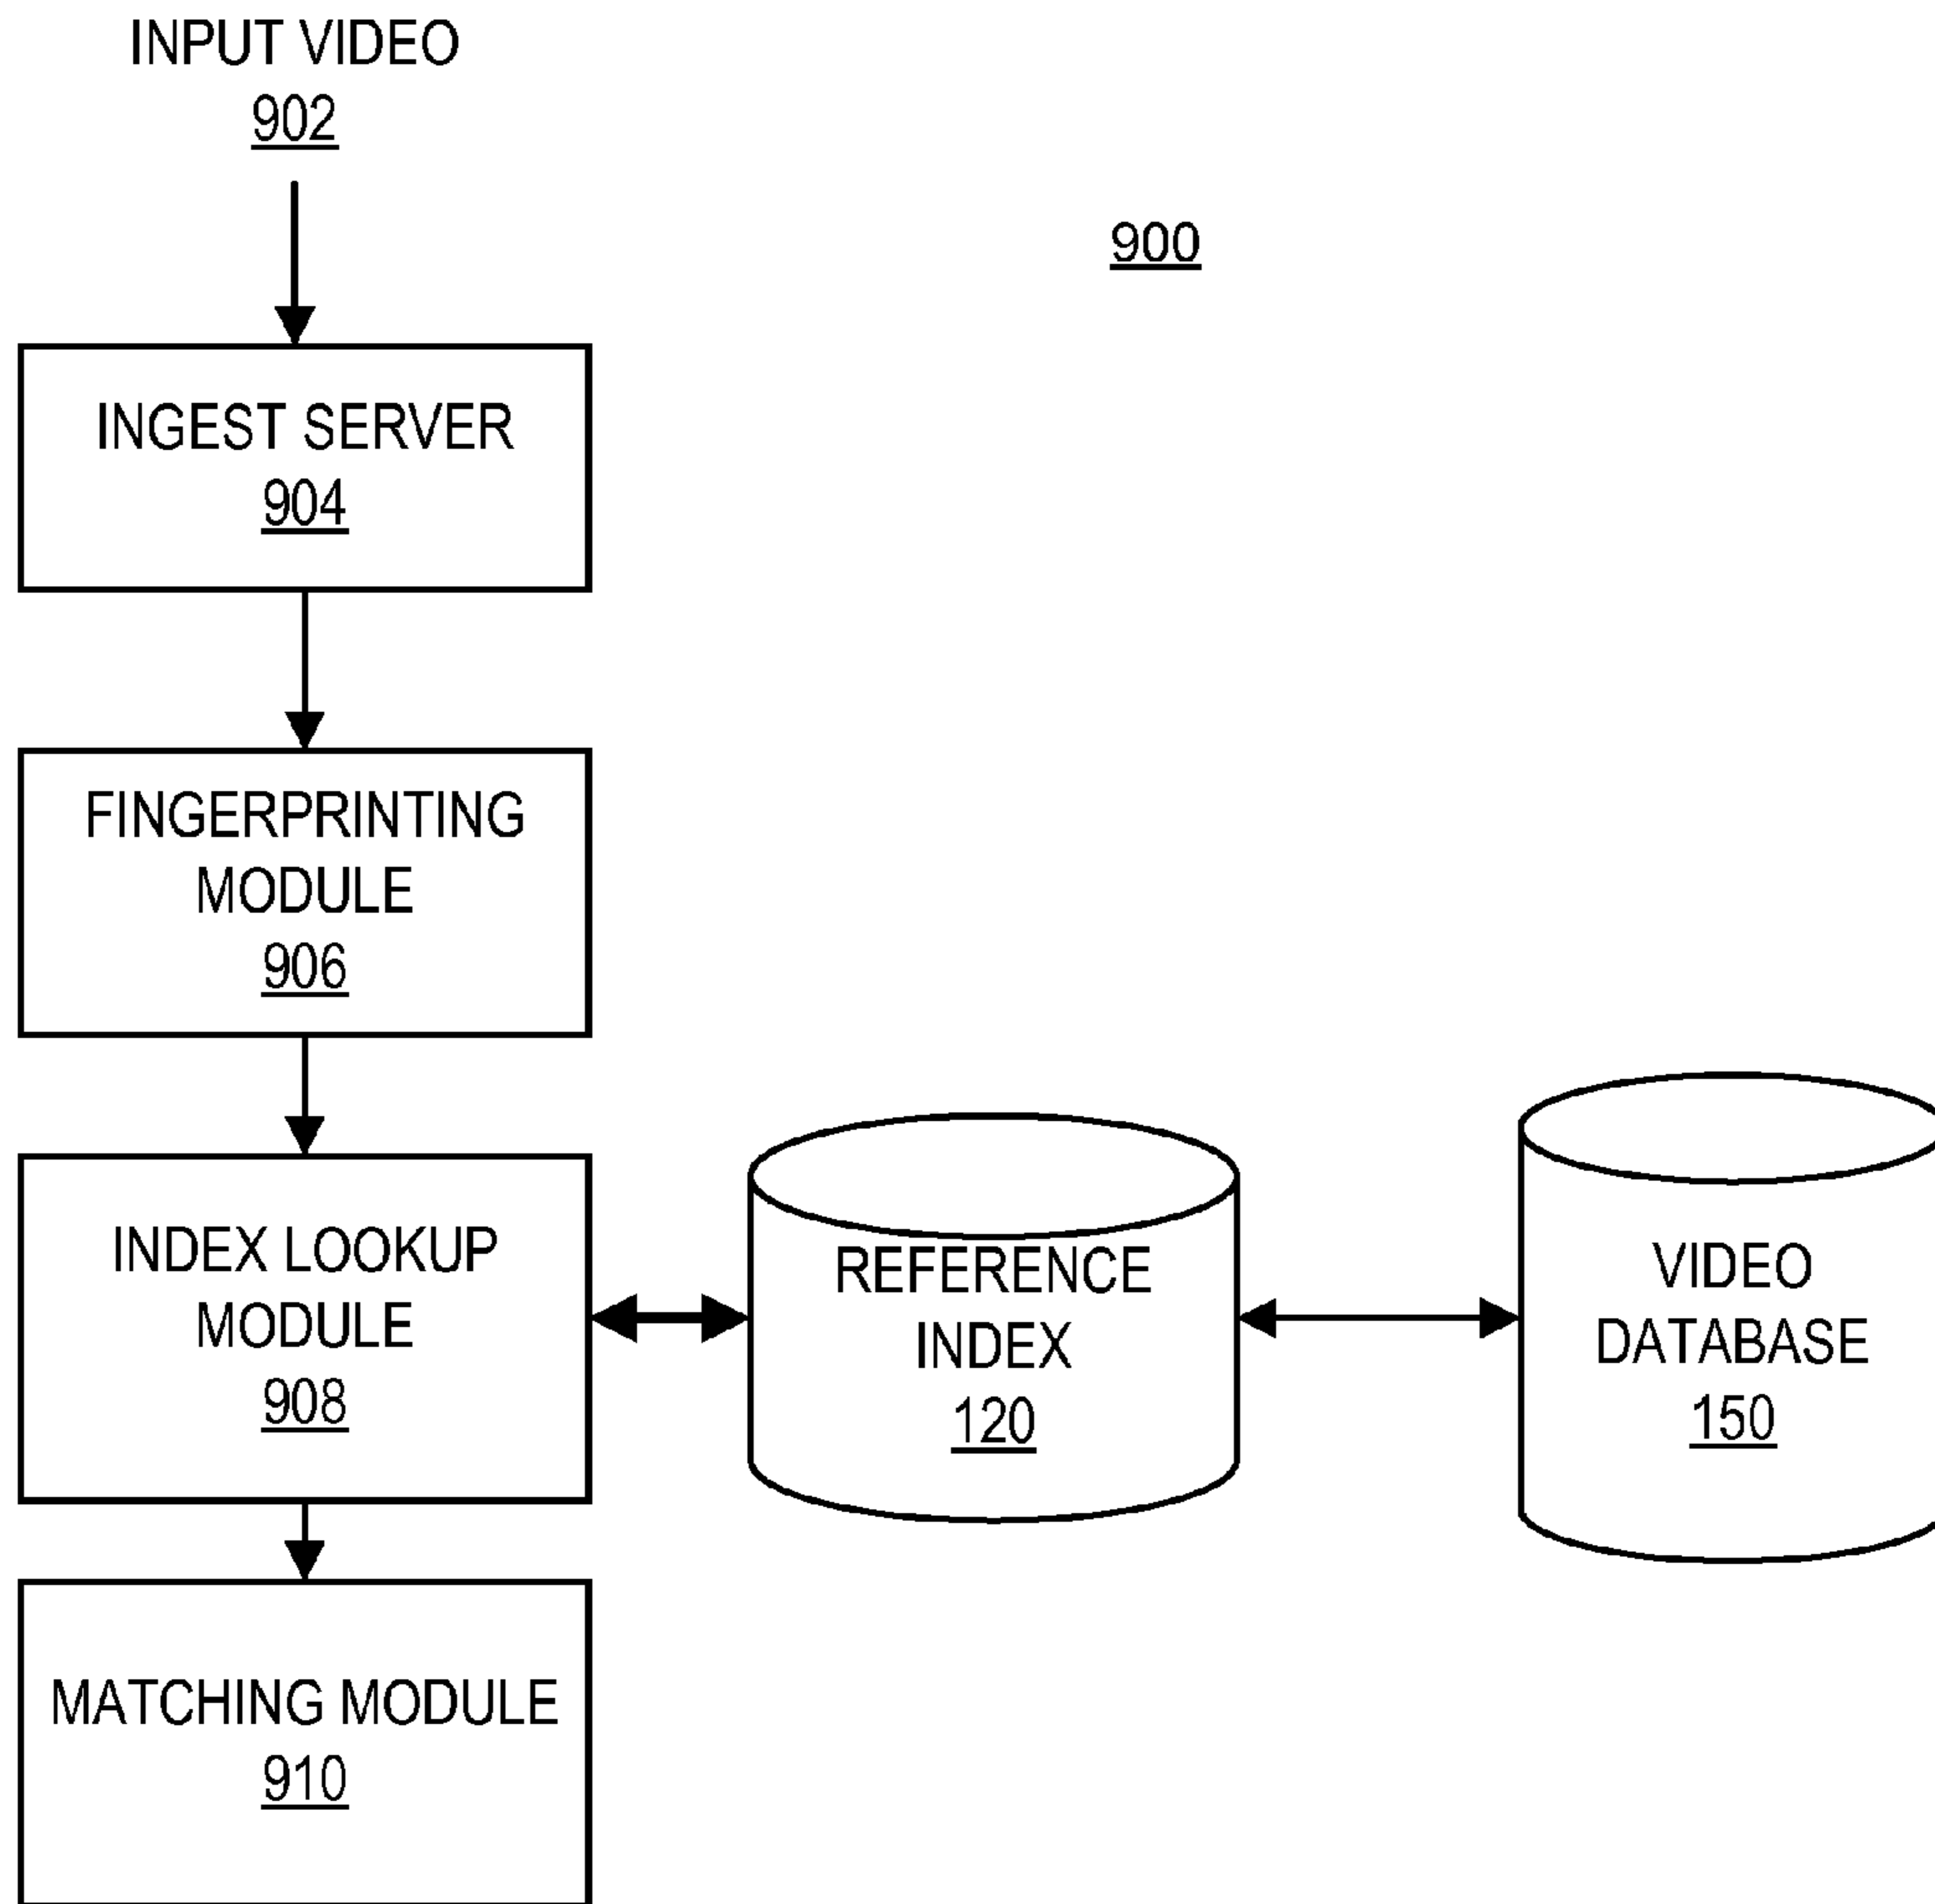 INPUT VIDEO
902
900
INGEST SERVER
904
FINGERPRINTING
MODULE
906
INDEX LOOKUP
MODULE
908
REFERENCE
INDEX
120
VIDEO
DATABASE
150
MATCHING MODULE
910